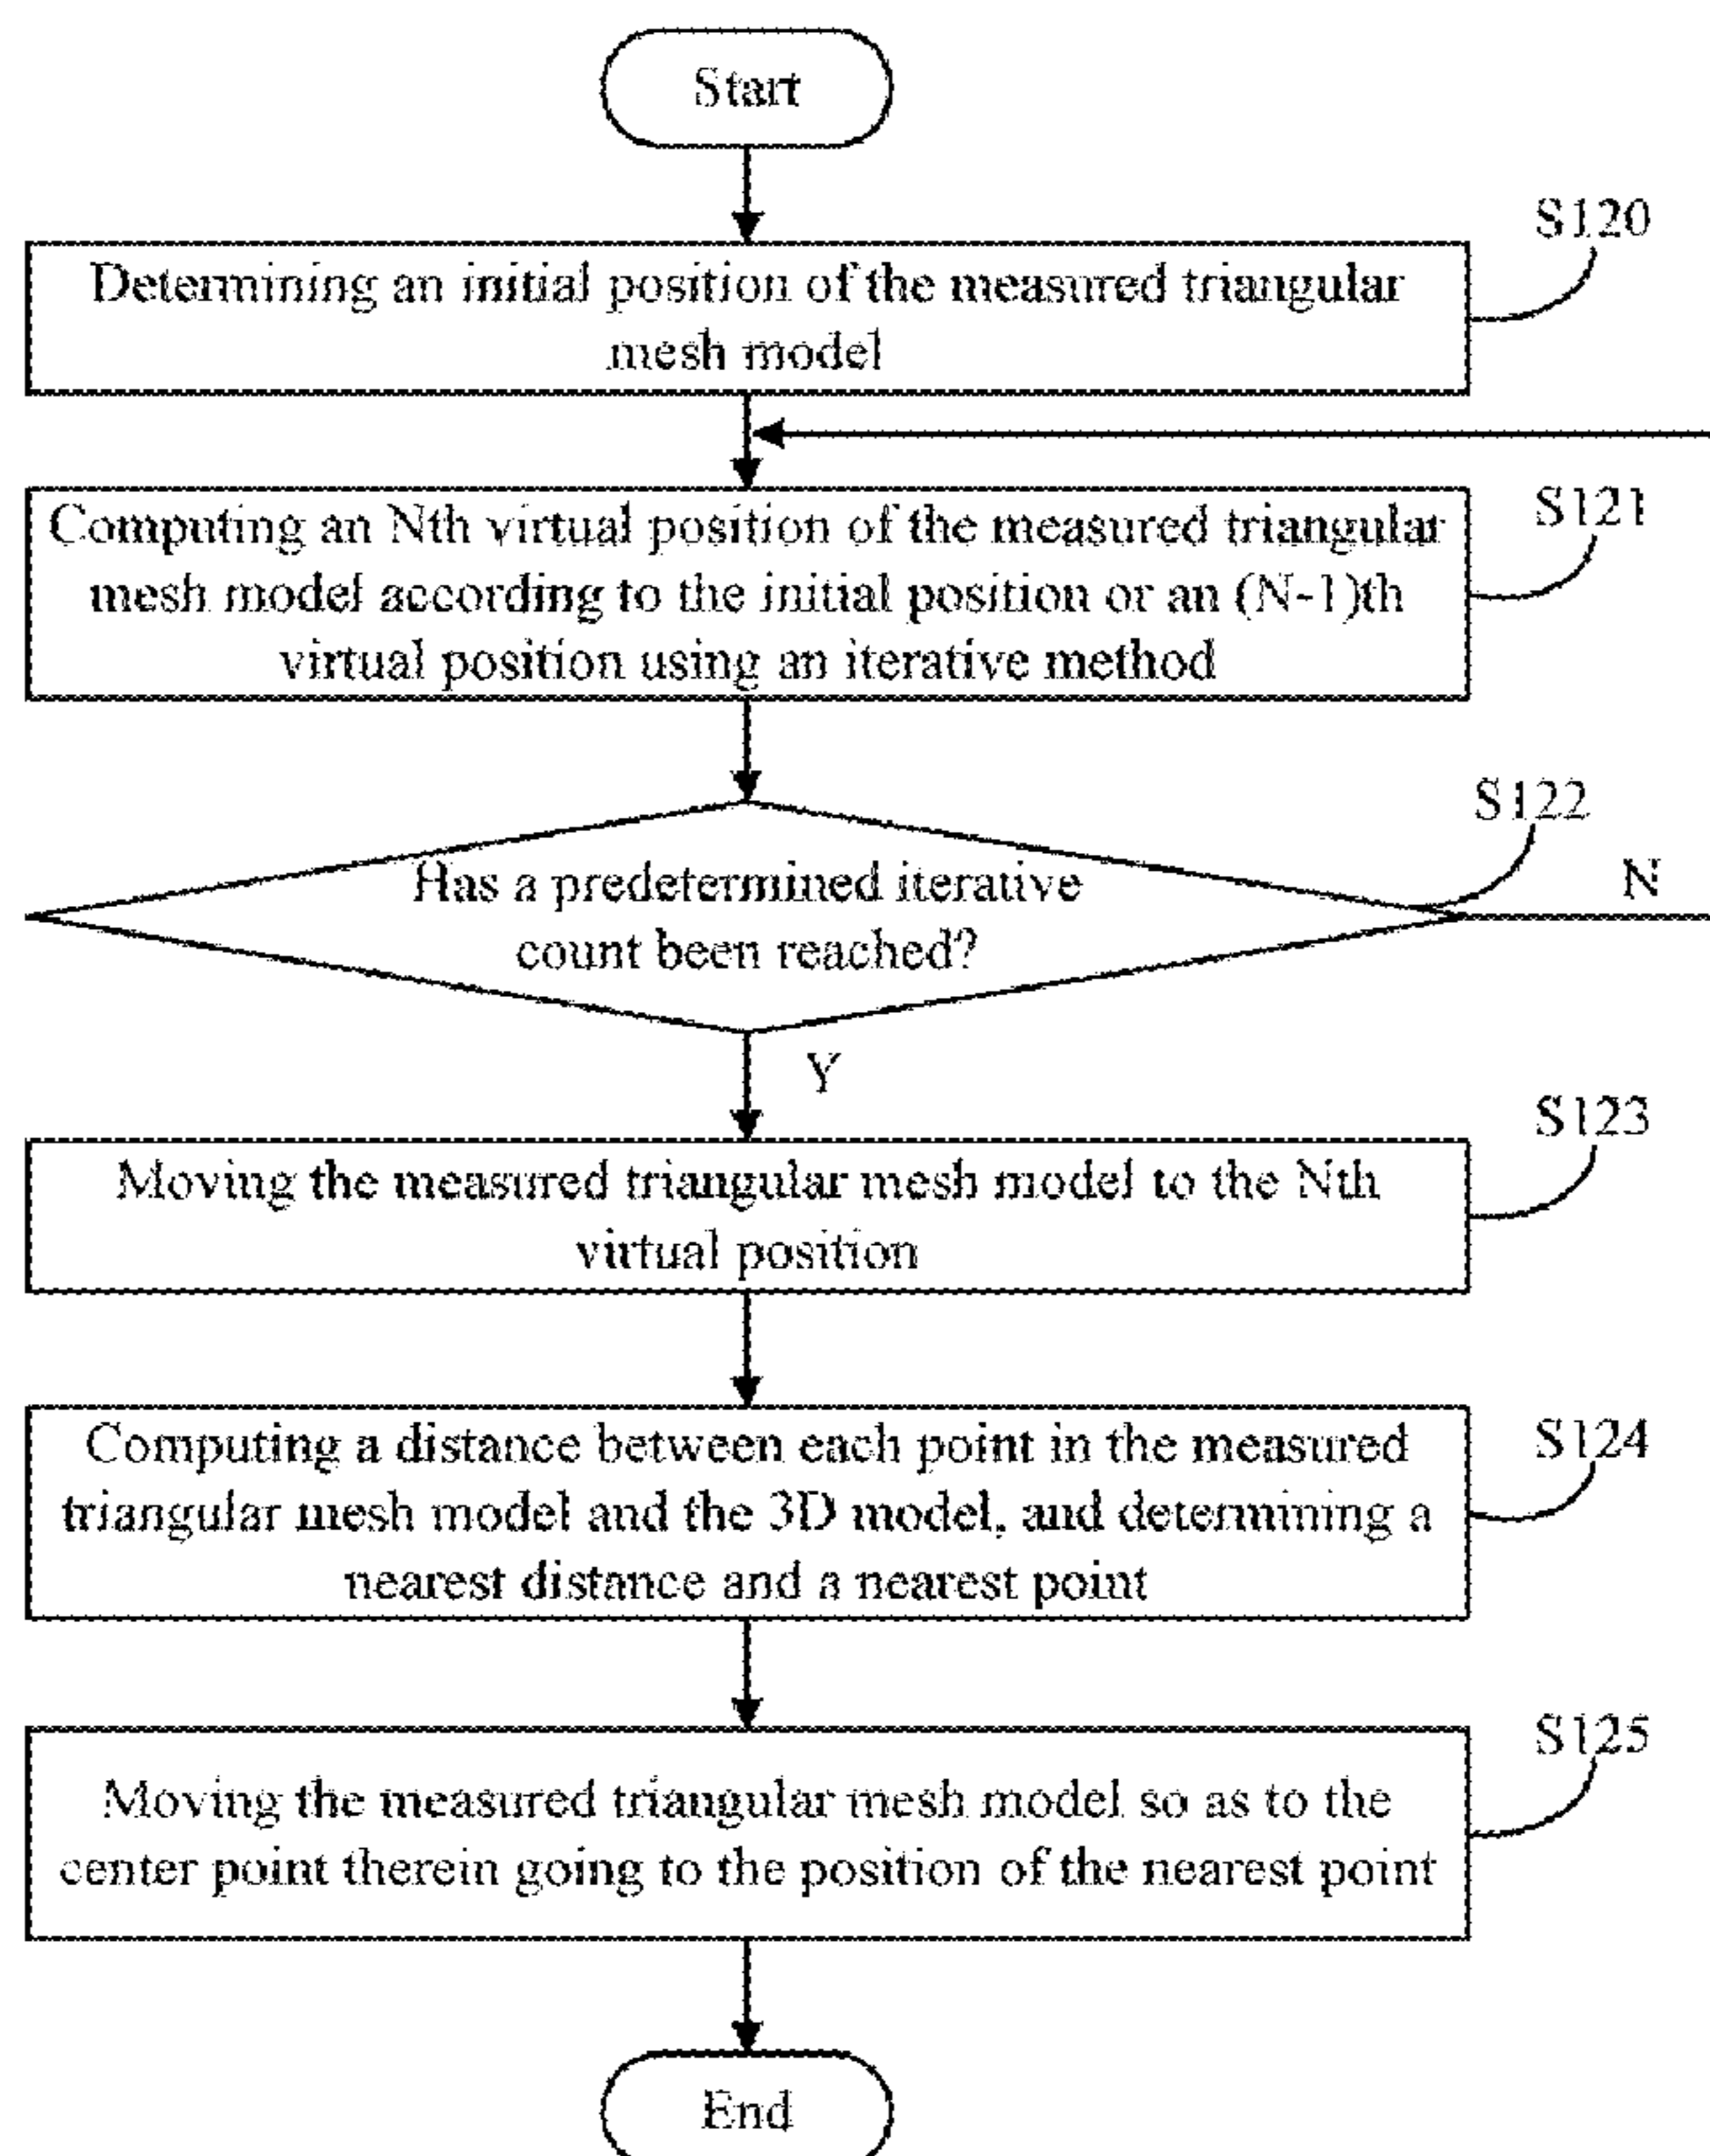 Start
S120
Determining an initial position of the measured triangular
mesh model
S121
Computing an Nth virtual position of the measured triangular
mesh model according to the initial position or an (N-1)th
virtual position using an iterative method
S122
N
Has a predetermined iterative
count been reached?
Y
S123
Moving the measured triangular mesh model to the Nth
virtual position
S124
Computing a distance between each point in the measured
triangular mesh model and the 3D model, and determining a
nearest distance and a nearest point
S125
Moving the measured triangular mesh model so as to the
center point therein going to the position of the nearest point
End